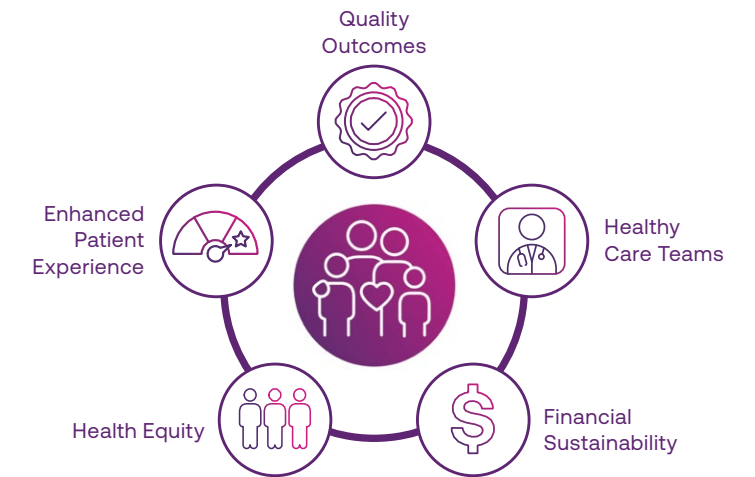 Quality
Outcomes
Enhanced
Patient
Experience
Healthy
Care Teams
Health Equity
Financial
Sustainability